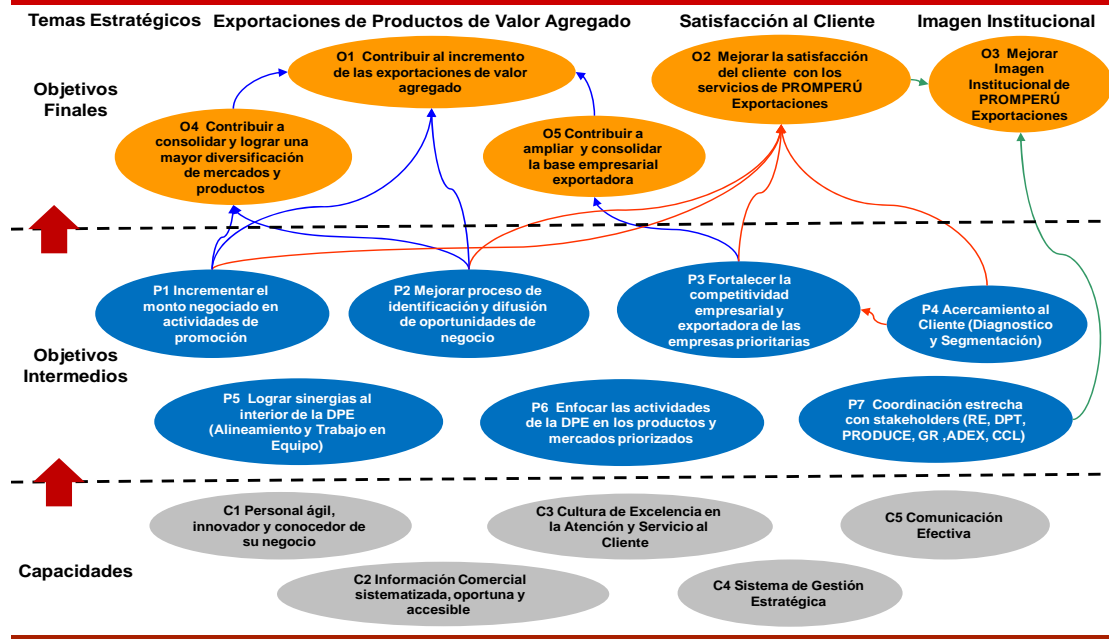 Temas Estratégicos
Exportaciones de Productos de Valor Agregado
Satisfacción al Cliente
Imagen Institucional
Objetivos
Finales
O1 Contribuir al incremento
de las exportaciones de valor
agregado
O2 Mejorar la satisfacción
del cliente con los
servicios de PROMPERÚ
Exportaciones
O3 Mejorar
Imagen
Institucional de
PROMPERÚ
Exportaciones
O4 Contribuir a
consolidar y lograr una
mayor diversificación
de mercados y
productos
O5 Contribuir a
ampliar y consolidar
la base empresarial
exportadora
Objetivos
Intermedios
P1 Incrementar el
monto negociado en
actividades de
promoción
P2 Mejorar proceso de
identificación y difusión
de oportunidades de
negocio
P3 Fortalecer la
competitividad
empresarial y
exportadora de las
empresas prioritarias
P4 Acercamiento al
Cliente (Diagnostico
y Segmentación)
P5 Lograr sinergias al
interior de la DPE
(Alineamiento y Trabajo en
Equipo)
P6 Enfocar las actividades
de la DPE en los productos y
mercados priorizados
P7 Coordinación estrecha
con stakeholders (RE, DPT,
PRODUCE, GR ,ADEX, CCL)
Capacidades
C1 Personal ágil,
innovador y conocedor de
su negocio
C3 Cultura de Excelencia en
la Atención y Servicio al
Cliente
C5 Comunicación
Efectiva
C2 Información Comercial
sistematizada, oportuna y
accesible
C4 Sistema de Gestión
Estratégica